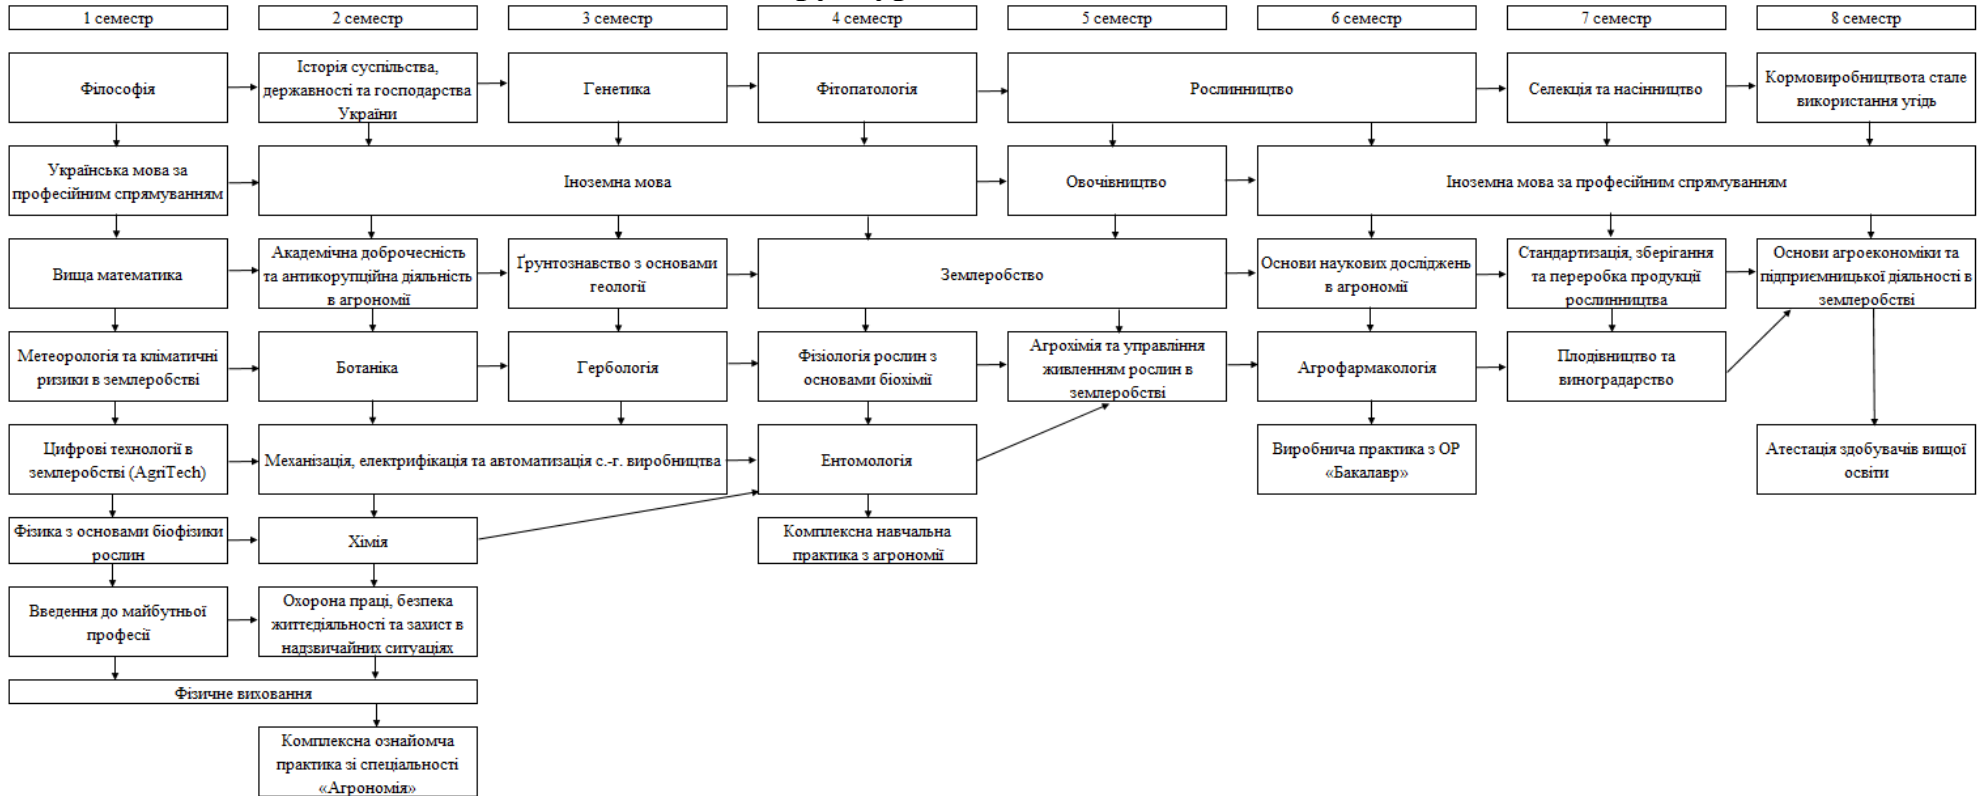 1 семестр
2 семестр
3 семестр
4 семестр
5 семестр
6 семестр
7 семестр
8 семестр
Філософія
Історія суспільства,
державності та господарства
України
Генетика
Фітопатологія
Рослинництво
Селекція та насінництво
Кормовиробництвота стале
використання угідь
Українська мова за
професійним спрямуванням
Іноземна мова
Овочівництво
Іноземна мова за професійним спрямуванням
Вища математика
Академічна доброчесність
та антикорупційна діяльність
в агрономії
Ґрунтознавство з основами
геології
Землеробство
Основи наукових досліджень
в агрономії
Стандартизація, зберігання
та переробка продукції
рослинництва
Основи агроекономіки та
підприємницької діяльності в
землеробстві
Метеорологія та кліматичні
ризики в землеробстві
Ботаніка
Гербологія
Фізіологія рослин з
основами біохімії
Агрохімія та управління
живленням рослин в
землеробстві
Агрофармакологія
Плодівництво та
виноградарство
Цифрові технології в
землеробстві (AgriTech)
Механізація, електрифікація та автоматизація с.-г. виробництва
Ентомологія
Виробнича практика з ОР
«Бакалавр»
Атестація здобувачів вищої
освіти
Фізика з основами біофізики
рослин
Хімія
Комплексна навчальна
практика з агрономії
Введення до майбутньої
професії
Охорона праці, безпека
життєдіяльності та захист в
надзвичайних ситуаціях
Фізичне виховання
Комплексна ознайомча
практика зі спеціальності
«Агрономія»